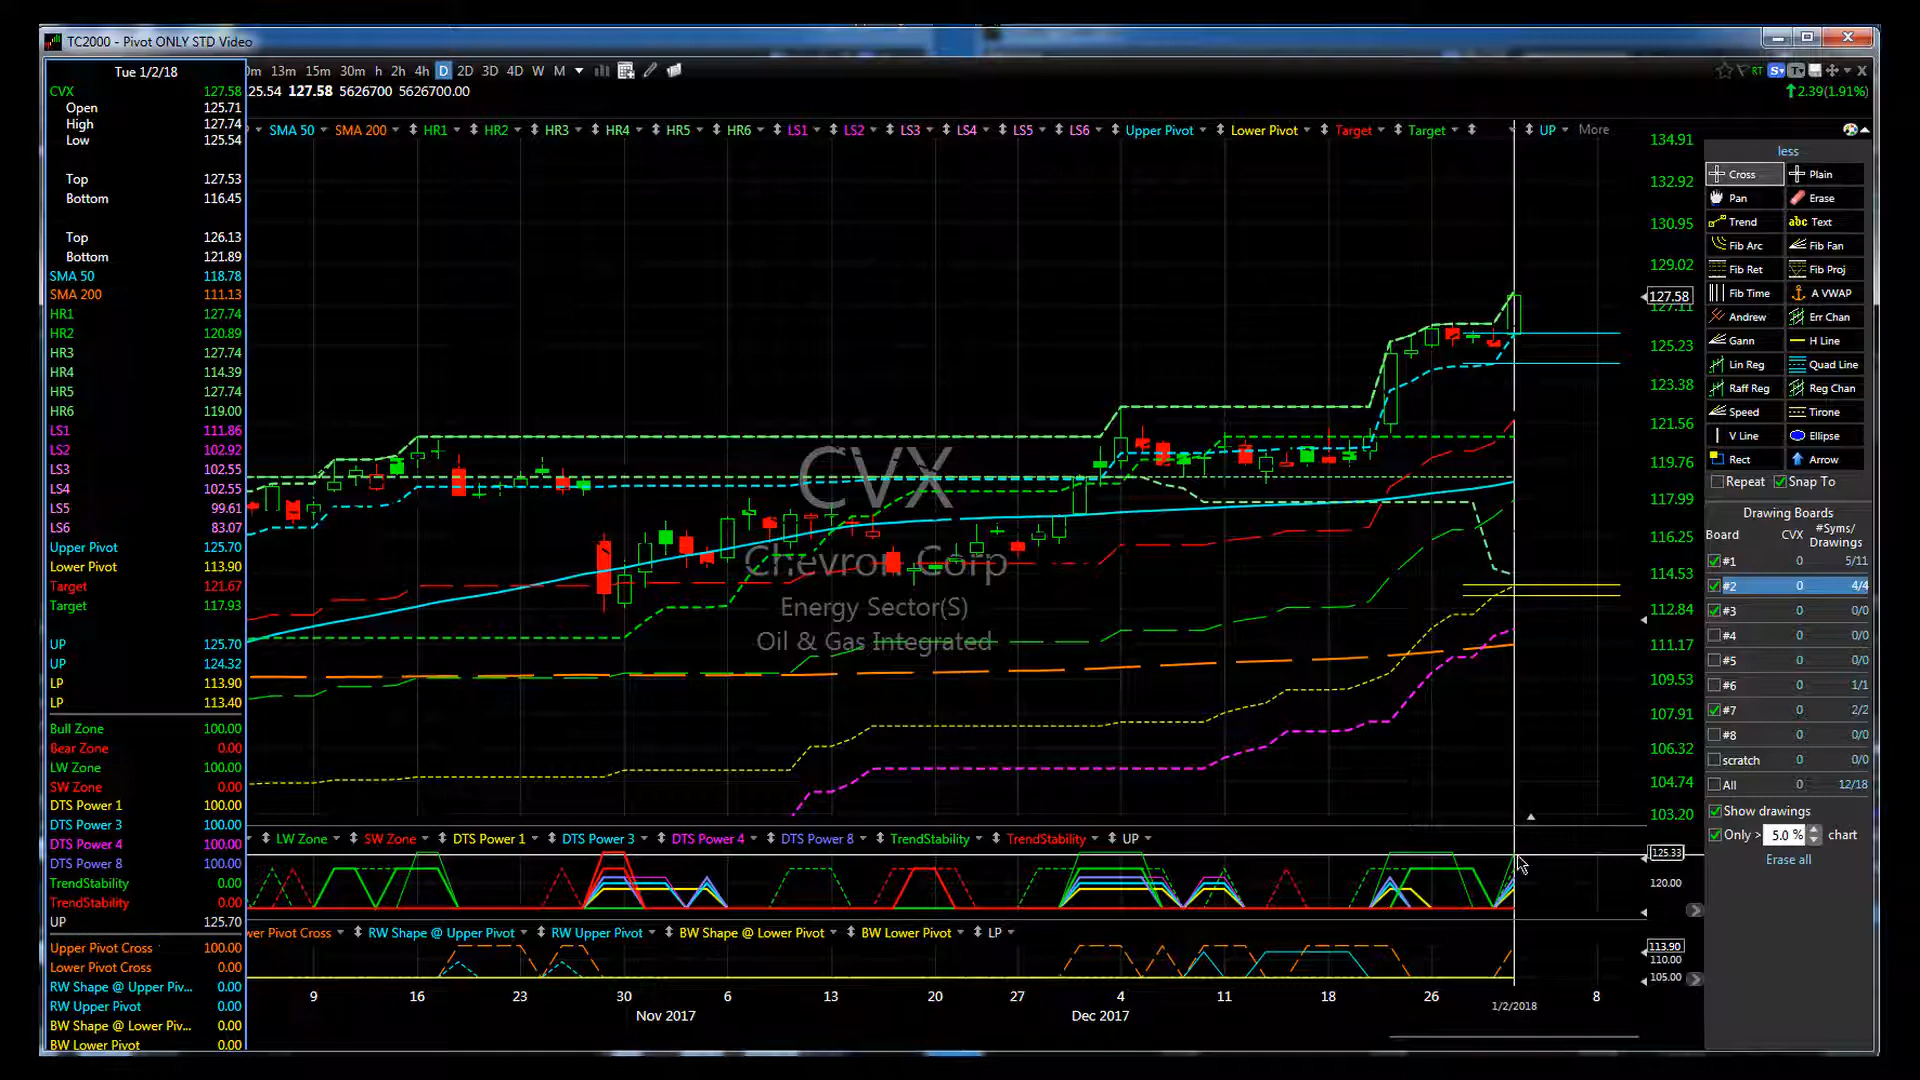 TC2000 - Pivot ONLY STD Video
Tue 1/2/18
13m 15m 30m h 2h 4h D 2D 3D 4D W M
RT
CVX 127.58
25.54 127.58 5626700 5626700.00
2.39(1.91%)
Open 125.71
High 127.74
Low 125.54
Top 127.53
Bottom 116.45
Top 126.13
Bottom 121.89
SMA 50 118.78
SMA 200 111.13
HR1 127.74
HR2 120.89
HR3 127.74
HR4 114.39
HR5 127.74
HR6 119.00
LS1 111.86
LS2 102.92
LS3 102.55
LS4 102.55
LS5 99.61
LS6 83.07
Upper Pivot 125.70
Lower Pivot 113.90
Target 121.67
Target 117.93
UP 125.70
UP 124.32
LP 113.90
LP 113.40
Bull Zone 100.00
Bear Zone 0.00
LW Zone 100.00
SW Zone 0.00
DTS Power 1 100.00
DTS Power 3 100.00
DTS Power 4 100.00
DTS Power 8 100.00
TrendStability 0.00
TrendStability 0.00
UP 125.70
Upper Pivot Cross 100.00
Lower Pivot Cross 0.00
RW Shape @ Upper Piv... 0.00
RW Upper Pivot 0.00
BW Shape @ Lower Piv... 0.00
BW Lower Pivot 0.00
SMA 50 SMA 200 HR1 HR2 HR3 HR4 HR5 HR6 LS1 LS2 LS3 LS4 LS5 LS6 Upper Pivot Lower Pivot Target Target UP More
CVX
Chevron Corp
Energy Sector(S)
Oil & Gas Integrated
134.91
132.92
130.95
129.02
127.58
127.11
125.23
123.38
121.56
119.76
117.99
116.25
114.53
112.84
111.17
109.53
107.91
106.32
104.74
103.20
LW Zone SW Zone DTS Power 1 DTS Power 3 DTS Power 4 DTS Power 8 TrendStability TrendStability UP
125.33
120.00
wer Pivot Cross RW Shape @ Upper Pivot RW Upper Pivot BW Shape @ Lower Pivot BW Lower Pivot LP
113.90
110.00
105.00
9 16 23 30 6 13 20 27 4 11 18 26 8
1/2/2018
Nov 2017 Dec 2017
less
Cross Plain
Pan Erase
Trend abc Text
Fib Arc Fib Fan
Fib Ret Fib Proj
Fib Time A VWAP
Andrew Err Chan
Gann H Line
Lin Reg Quad Line
Raff Reg Reg Chan
Speed Tirone
V Line Ellipse
Rect Arrow
Repeat Snap To
Drawing Boards
Board CVX #Syms/
Drawings
#1 0 5/11
#2 0 4/4
#3 0 0/0
#4 0 0/0
#5 0 0/0
#6 0 1/1
#7 0 2/2
#8 0 0/0
scratch 0 0/0
All 0 12/18
Show drawings
Only > 5.0 % chart
Erase all